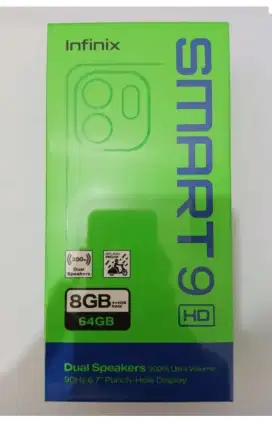 Infinix
SMART 9
HD
300%
Dual
Speakers
8GB
64GB
Dual Speakers 300% Ultra Volume
90Hz 6.7" Punch-Hole Display